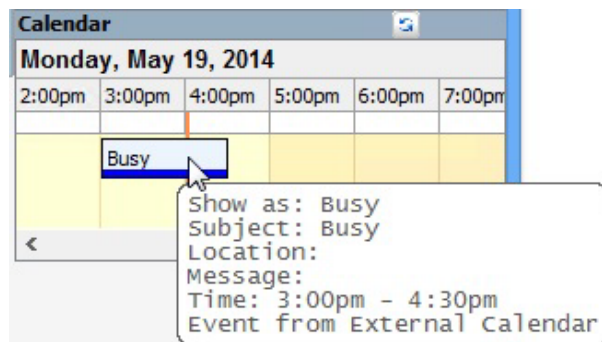 Calendar
Monday, May 19, 2014
2:00pm 3:00pm 4:00pm 5:00pm 6:00pm 7:00pm
Busy
Show as: Busy
Subject: Busy
Location:
Message:
Time: 3:00pm - 4:30pm
Event from External Calendar